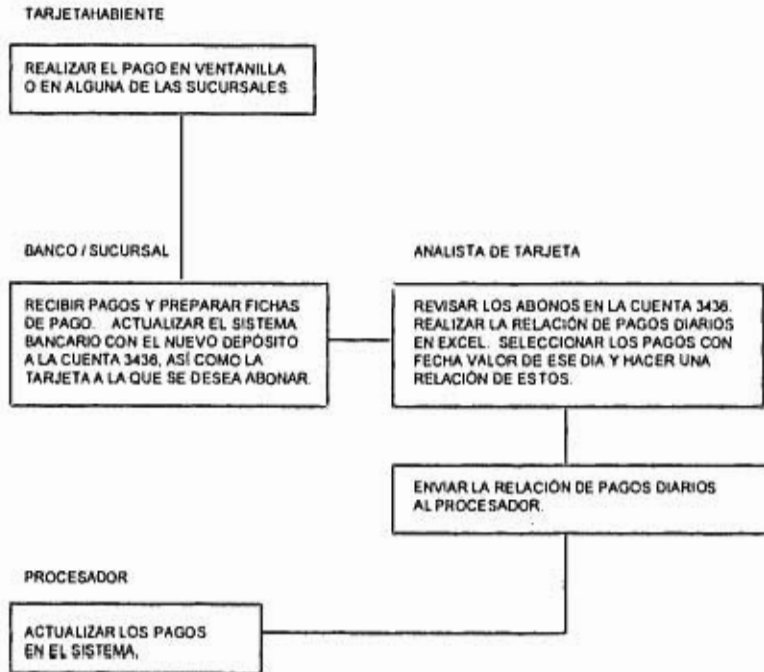 TARJETAHABIENTE
REALIZAR EL PAGO EN VENTANILLA
O EN ALGUNA DE LAS SUCURSALES
BANCO / SUCURSAL
RECIBIR PAGOS Y PREPARAR FICHAS
DE PAGO. ACTUALIZAR EL SISTEMA
BANCARIO CON EL NUEVO DEPÓSITO
A LA CUENTA 3436, ASÍ COMO LA
TARJETA A LA QUE SE DESEA ABONAR.
ANALISTA DE TARJETA
REVISAR LOS ABONOS EN LA CUENTA 3436.
REALIZAR LA RELACIÓN DE PAGOS DIARIOS
EN EXCEL. SELECCIONAR LOS PAGOS CON
FECHA VALOR DE ESE DIA Y HACER UNA
RELACIÓN DE ESTOS.
ENVIAR LA RELACIÓN DE PAGOS DIARIOS
AL PROCESADOR.
PROCESADOR
ACTUALIZAR LOS PAGOS
EN EL SISTEMA.